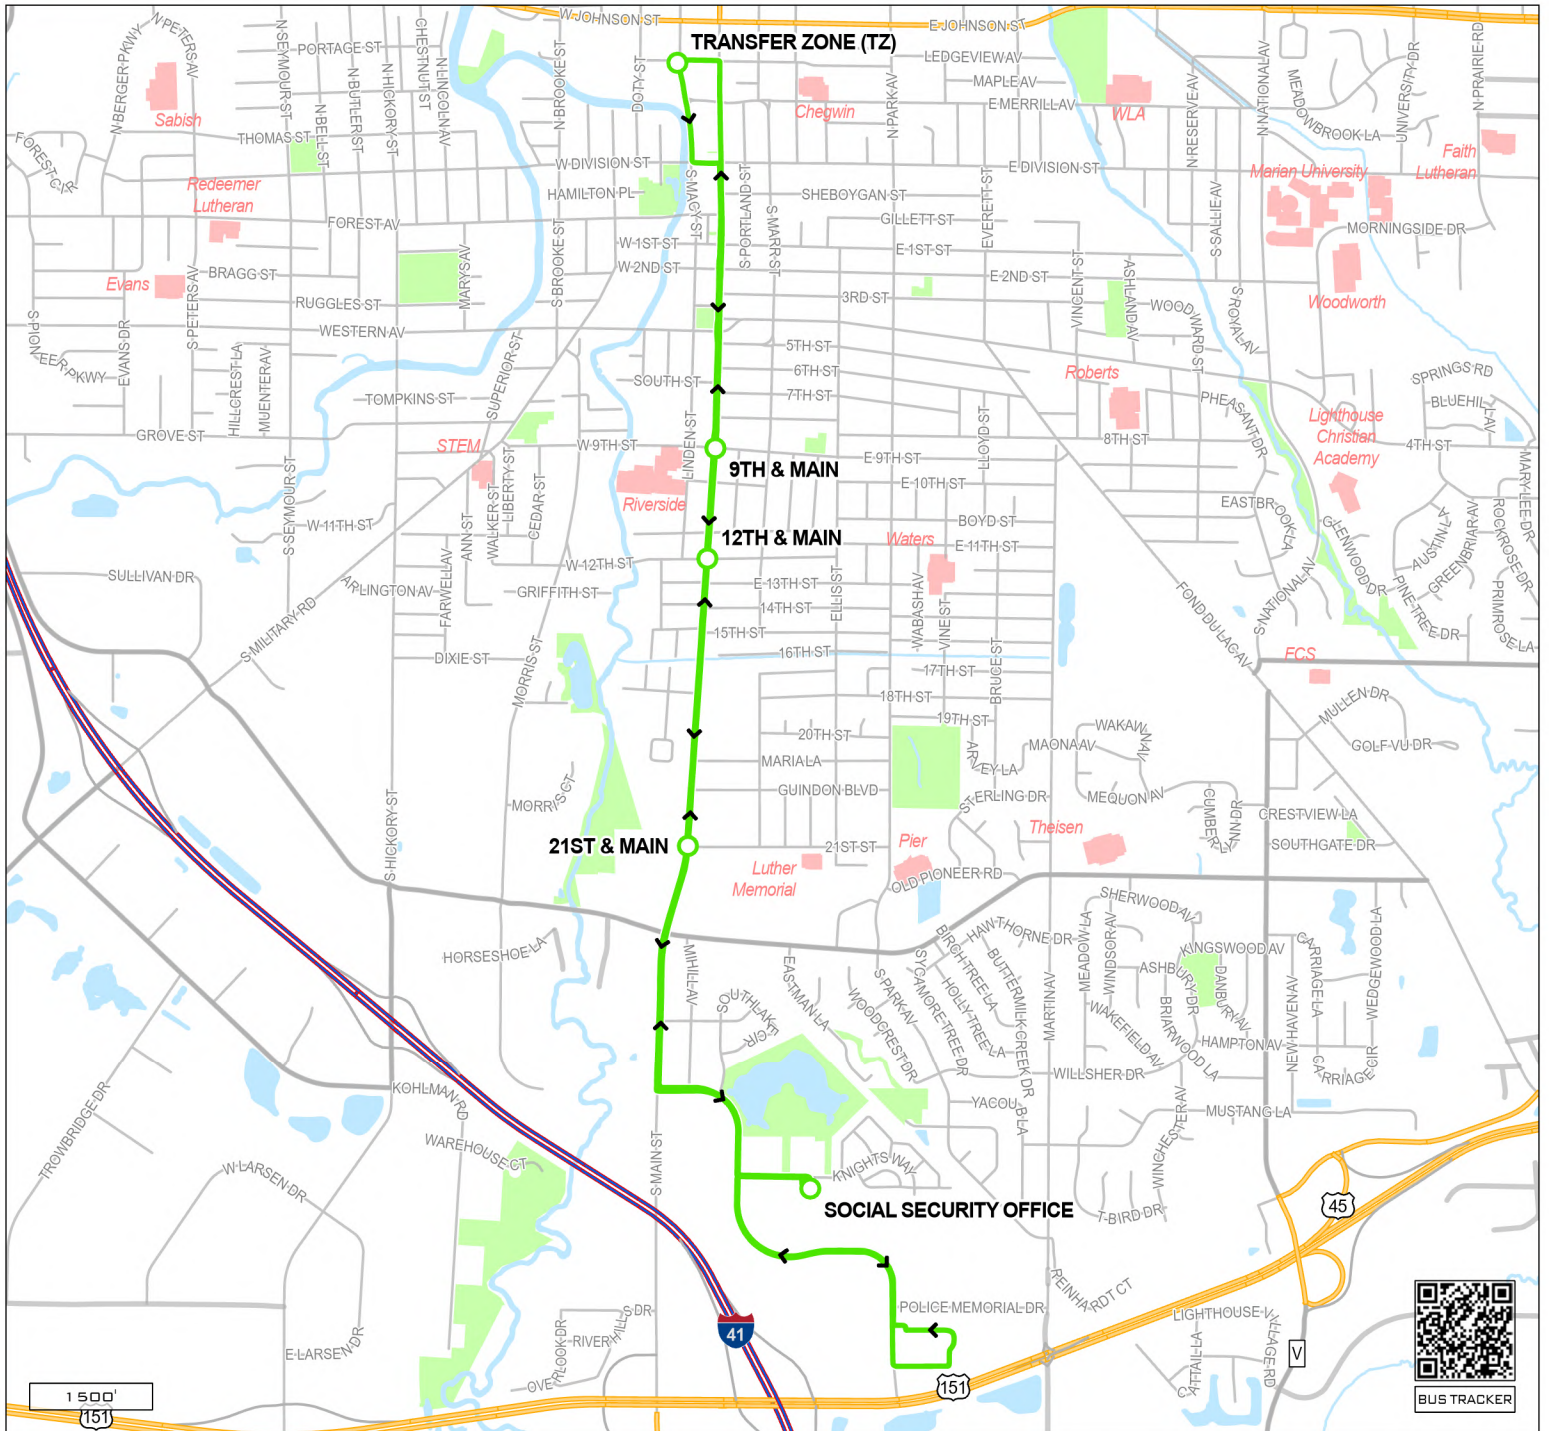 W JOHNSON ST
E JOHNSON ST
TRANSFER ZONE (TZ)
N BERGER PKWY
N PETERS AV
N SEYMOUR ST
PORTAGE ST
CHESTNUT ST
N LINCOLN AV
N BROOKE ST
DOTY ST
LEDGEVIEW AV
MAPLE AV
E MERRILL AV
N PARK AV
N RESERVE AV
N NATIONAL AV
MEADOWBROOK LA
UNIVERSITY DR
N PRAIRIE RD
Sabish
N BUTLER ST
N HICKORY ST
N BELL ST
THOMAS ST
Chegwin
WLA
FOREST CIR
Redeemer
Lutheran
W DIVISION ST
E DIVISION ST
HAMILTON PL
S MACY ST
S PORTLAND ST
S MARR ST
SHEBOYGAN ST
GILLETT ST
EVERETT ST
Marian University
Faith
Lutheran
MORNINGSIDE DR
FOREST AV
W 1ST ST
E 1ST ST
W 2ND ST
E 2ND ST
S SALLIE AV
Evans
BRAGG ST
RUGGLES ST
WESTERN AV
MARYS AV
S BROOKE ST
3RD ST
VINCENT ST
ASHLAND AV
WOODWARD ST
S ROYAL AV
Woodworth
S PIONEER PKWY
EVANS DR
S PETERS AV
HILLCREST LA
MUENTER AV
SUPERIOR ST
5TH ST
6TH ST
7TH ST
SOUTH ST
Roberts
SPRINGS RD
BLUEHILL AV
TOMPKINS ST
GROVE ST
STEM
W 9TH ST
LINDEN ST
9TH & MAIN
E 9TH ST
LLOYD ST
8TH ST
PHEASANT DR
Lighthouse
Christian
Academy
4TH ST
MARY LEE DR
Riverside
E 10TH ST
S SEYMOUR ST
W 11TH ST
ANN ST
WALKER ST
LIBERTY ST
CEDAR ST
12TH & MAIN
BOYD ST
Waters
E 11TH ST
EASTBROOK LA
GLENWOOD DR
AUSTIN LA
GREENBRIAR AV
ROCKROSE DR
SULLIVAN DR
S MILITARY RD
ARLINGTON AV
FARWELL AV
W 12TH ST
GRIFFITH ST
E 13TH ST
14TH ST
15TH ST
16TH ST
ELLIS ST
WABASH AV
VINE ST
BRUCE ST
FOND DU LAC AV
S NATIONAL AV
PINE TREE DR
PRIMROSE LA
DIXIE ST
MORRIS ST
17TH ST
18TH ST
19TH ST
FCS
MULLEN DR
GOLF VU DR
20TH ST
MARIA LA
GUINDON BLVD
ARVEY LA
MAONA AV
WAKAWN AV
MEQUON AV
STERLING DR
CUMBERLYNN DR
CRESTVIEW LA
SOUTHGATE DR
MORRIS CT
S HICKORY ST
21ST & MAIN
21ST ST
Luther
Memorial
Pier
Theisen
OLD PIONEER RD
HORSESHOE LA
MIHILL AV
SOUTHLAKE CIR
EASTMAN LA
WOODCREST DR
S PARK AV
SYCAMORE TREE DR
BIRCH TREE LA
HOLLY TREE LA
HAWTHORNE DR
BUTTERMILK CREEK DR
MARTIN AV
MEADOW LA
WINDSOR AV
SHERWOOD AV
KINGSWOOD AV
ASHBURY DR
DANBURY AV
BRIARWOOD LA
WAKEFIELD AV
HAMPTON AV
NEW HAVEN AV
CARRIAGE LA
CARRIAGE CIR
WEDGEWOOD LA
WILLSHER DR
MUSTANG LA
WINCHESTER AV
YACOUB LA
KOHLMAN RD
WAREHOUSE CT
TROWBRIDGE DR
W LARSEN DR
S MAIN ST
KNIGHTS WAY
SOCIAL SECURITY OFFICE
T-BIRD DR
45
REINHARDT CT
POLICE MEMORIAL DR
LIGHTHOUSE VILLAGE RD
CATTAIL LA
V
41
RIVER HILLS DR
OVERLOOK DR
E LARSEN DR
151
1500'
151
BUS TRACKER